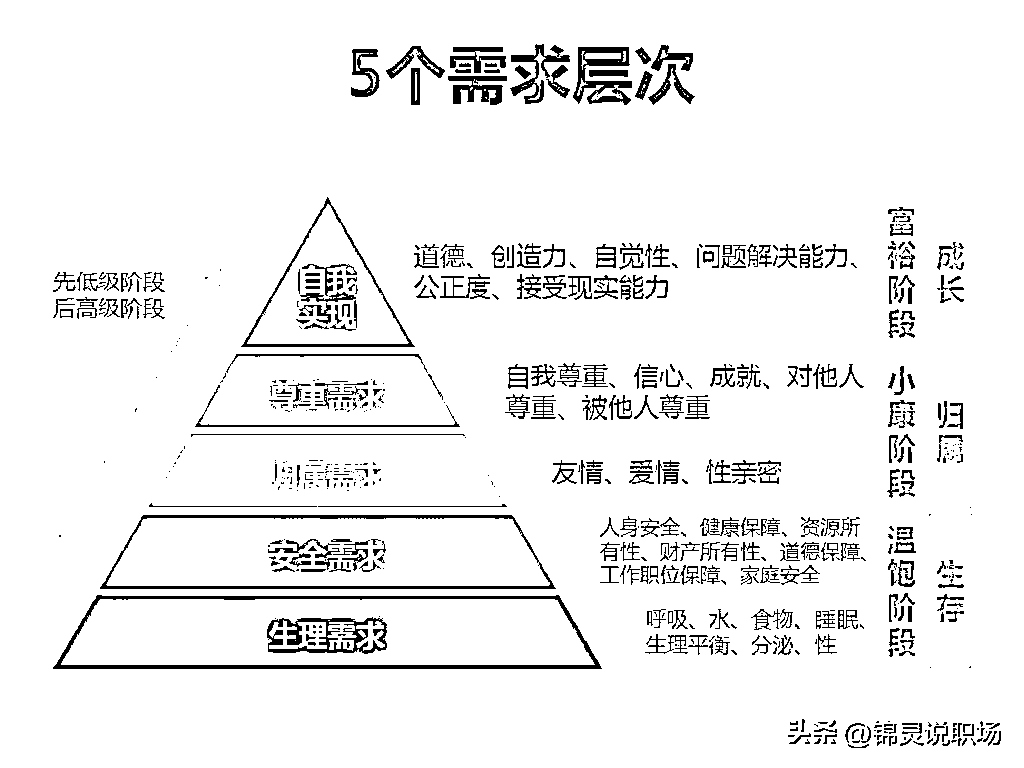 5个需求层次
先低级阶段
后高级阶段
自我
实现
道德、创造力、自觉性、问题解决能力、
公正度、接受现实能力
富裕阶段
成长
尊重需求
自我尊重、信心、成就、对他人
尊重、被他人尊重
小康阶段
归属
归属需求
友情、爱情、性亲密
安全需求
人身安全、健康保障、资源所
有性、财产所有性、道德保障、
工作职位保障、家庭安全
温饱阶段
生存
生理需求
呼吸、水、食物、睡眠、
生理平衡、分泌、性
头条 @锦灵说职场